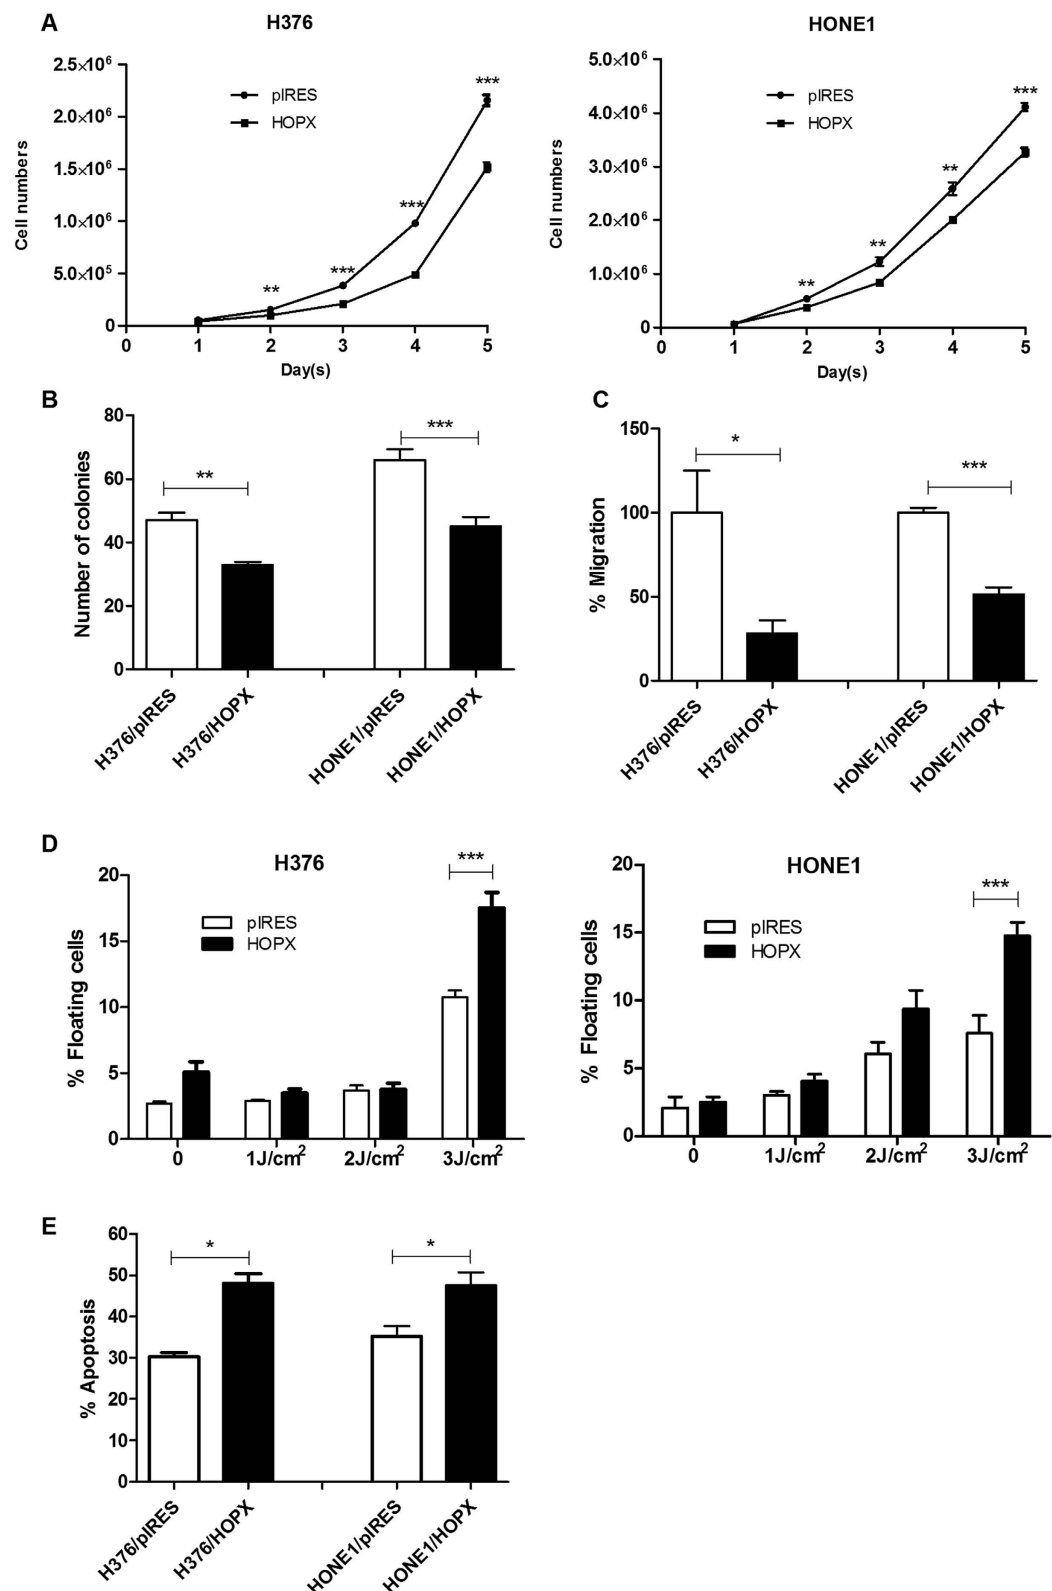 A
H376
HONE1
2.5×10⁶
2.0×10⁶
1.5×10⁶
1.0×10⁶
5.0×10⁵
0
Cell numbers
pIRES
HOPX
**
***
***
***
0 1 2 3 4 5
Day(s)
5.0×10⁶
4.0×10⁶
3.0×10⁶
2.0×10⁶
1.0×10⁶
0
Cell numbers
pIRES
HOPX
**
**
**
***
0 1 2 3 4 5
Day(s)
B
80
60
40
20
0
Number of colonies
**
***
H376/pIRES
H376/HOPX
HONE1/pIRES
HONE1/HOPX
C
150
100
50
0
% Migration
*
***
H376/pIRES
H376/HOPX
HONE1/pIRES
HONE1/HOPX
D
H376
20
15
10
5
0
% Floating cells
pIRES
HOPX
***
0 1J/cm² 2J/cm² 3J/cm²
HONE1
20
15
10
5
0
% Floating cells
pIRES
HOPX
***
0 1J/cm² 2J/cm² 3J/cm²
E
60
50
40
30
20
10
0
% Apoptosis
*
*
H376/pIRES
H376/HOPX
HONE1/pIRES
HONE1/HOPX